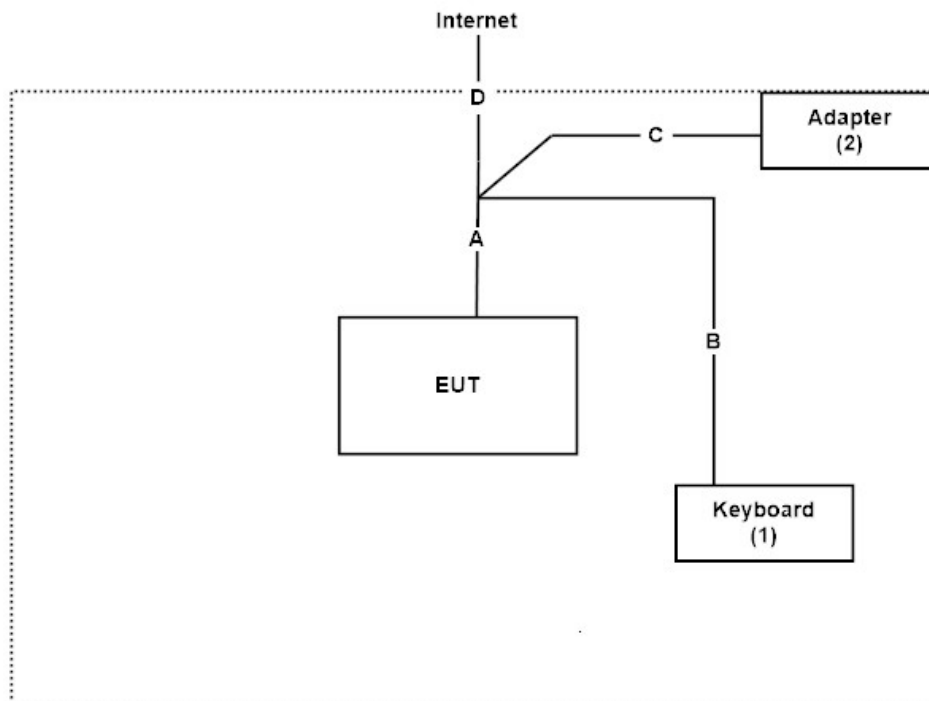 Internet
D
Adapter
(2)
C
A
B
EUT
Keyboard
(1)